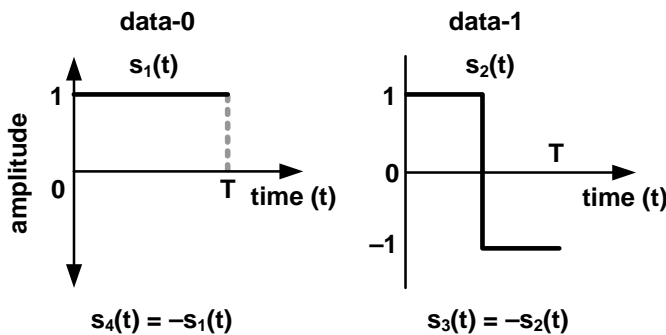 data-0
s₁(t)
1
0
T
time (t)
amplitude
s₄(t) = –s₁(t)
data-1
s₂(t)
1
0
–1
T
time (t)
s₃(t) = –s₂(t)